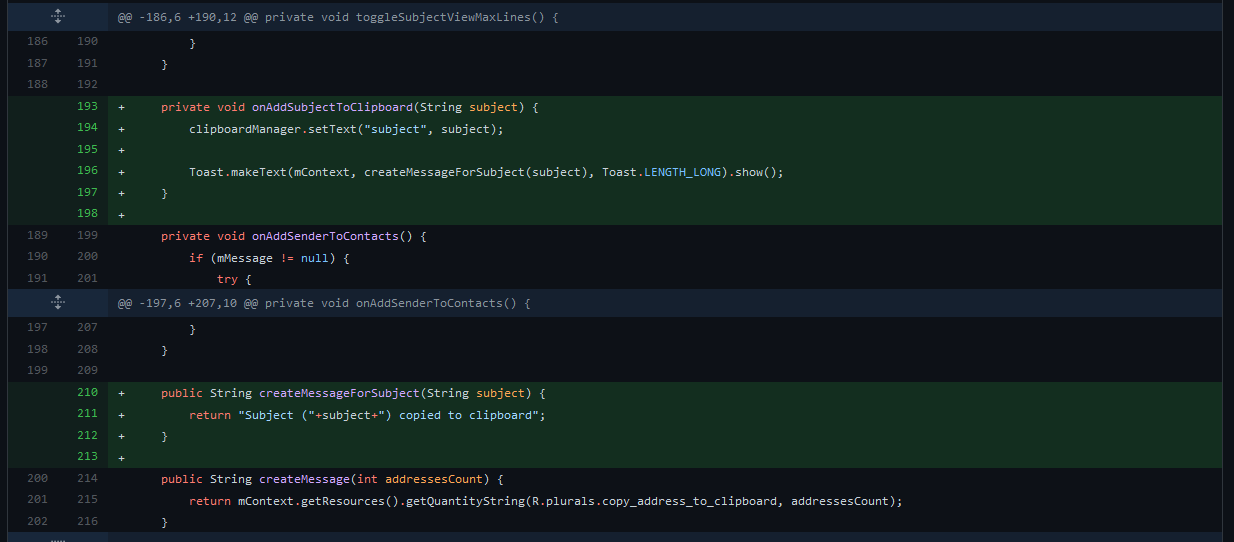 @@ -186,6 +190,12 @@ private void toggleSubjectViewMaxLines() {
186 190 }
187 191 }
188 192
193 + private void onAddSubjectToClipboard(String subject) {
194 + clipboardManager.setText("subject", subject);
195 +
196 + Toast.makeText(mContext, createMessageForSubject(subject), Toast.LENGTH_LONG).show();
197 + }
198 +
189 199 private void onAddSenderToContacts() {
190 200 if (mMessage != null) {
191 201 try {
@@ -197,6 +207,10 @@ private void onAddSenderToContacts() {
197 207 }
198 208 }
199 209
210 + public String createMessageForSubject(String subject) {
211 + return "Subject ("+subject+") copied to clipboard";
212 + }
213 +
200 214 public String createMessage(int addressesCount) {
201 215 return mContext.getResources().getQuantityString(R.plurals.copy_address_to_clipboard, addressesCount);
202 216 }